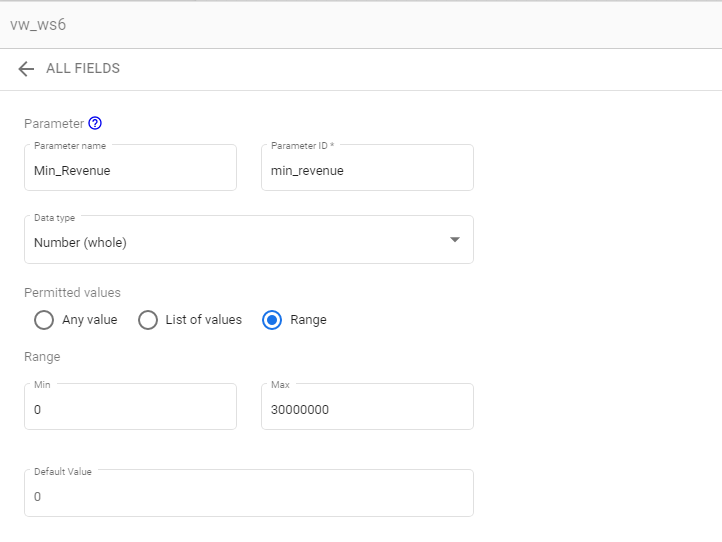 vw_ws6
ALL FIELDS
Parameter
Parameter name
Parameter ID *
Min_Revenue
min_revenue
Data type
Number (whole)
Permitted values
Any value
List of values
Range
Range
Min
Max
0
30000000
Default Value
0